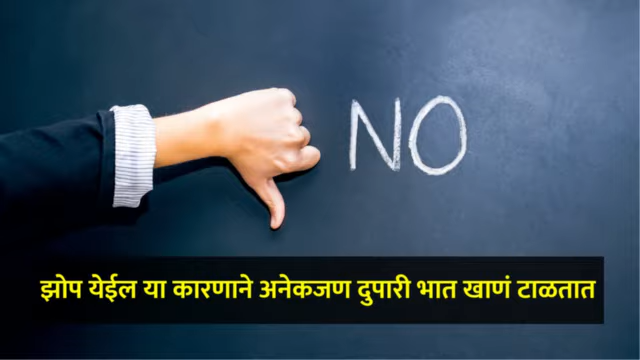 NO
झोप येईल या कारणाने अनेकजण दुपारी भात खाणं टाळतात